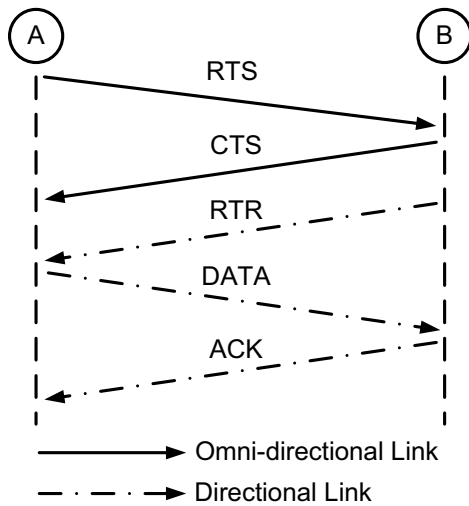 A
B
RTS
CTS
RTR
DATA
ACK
Omni-directional Link
Directional Link